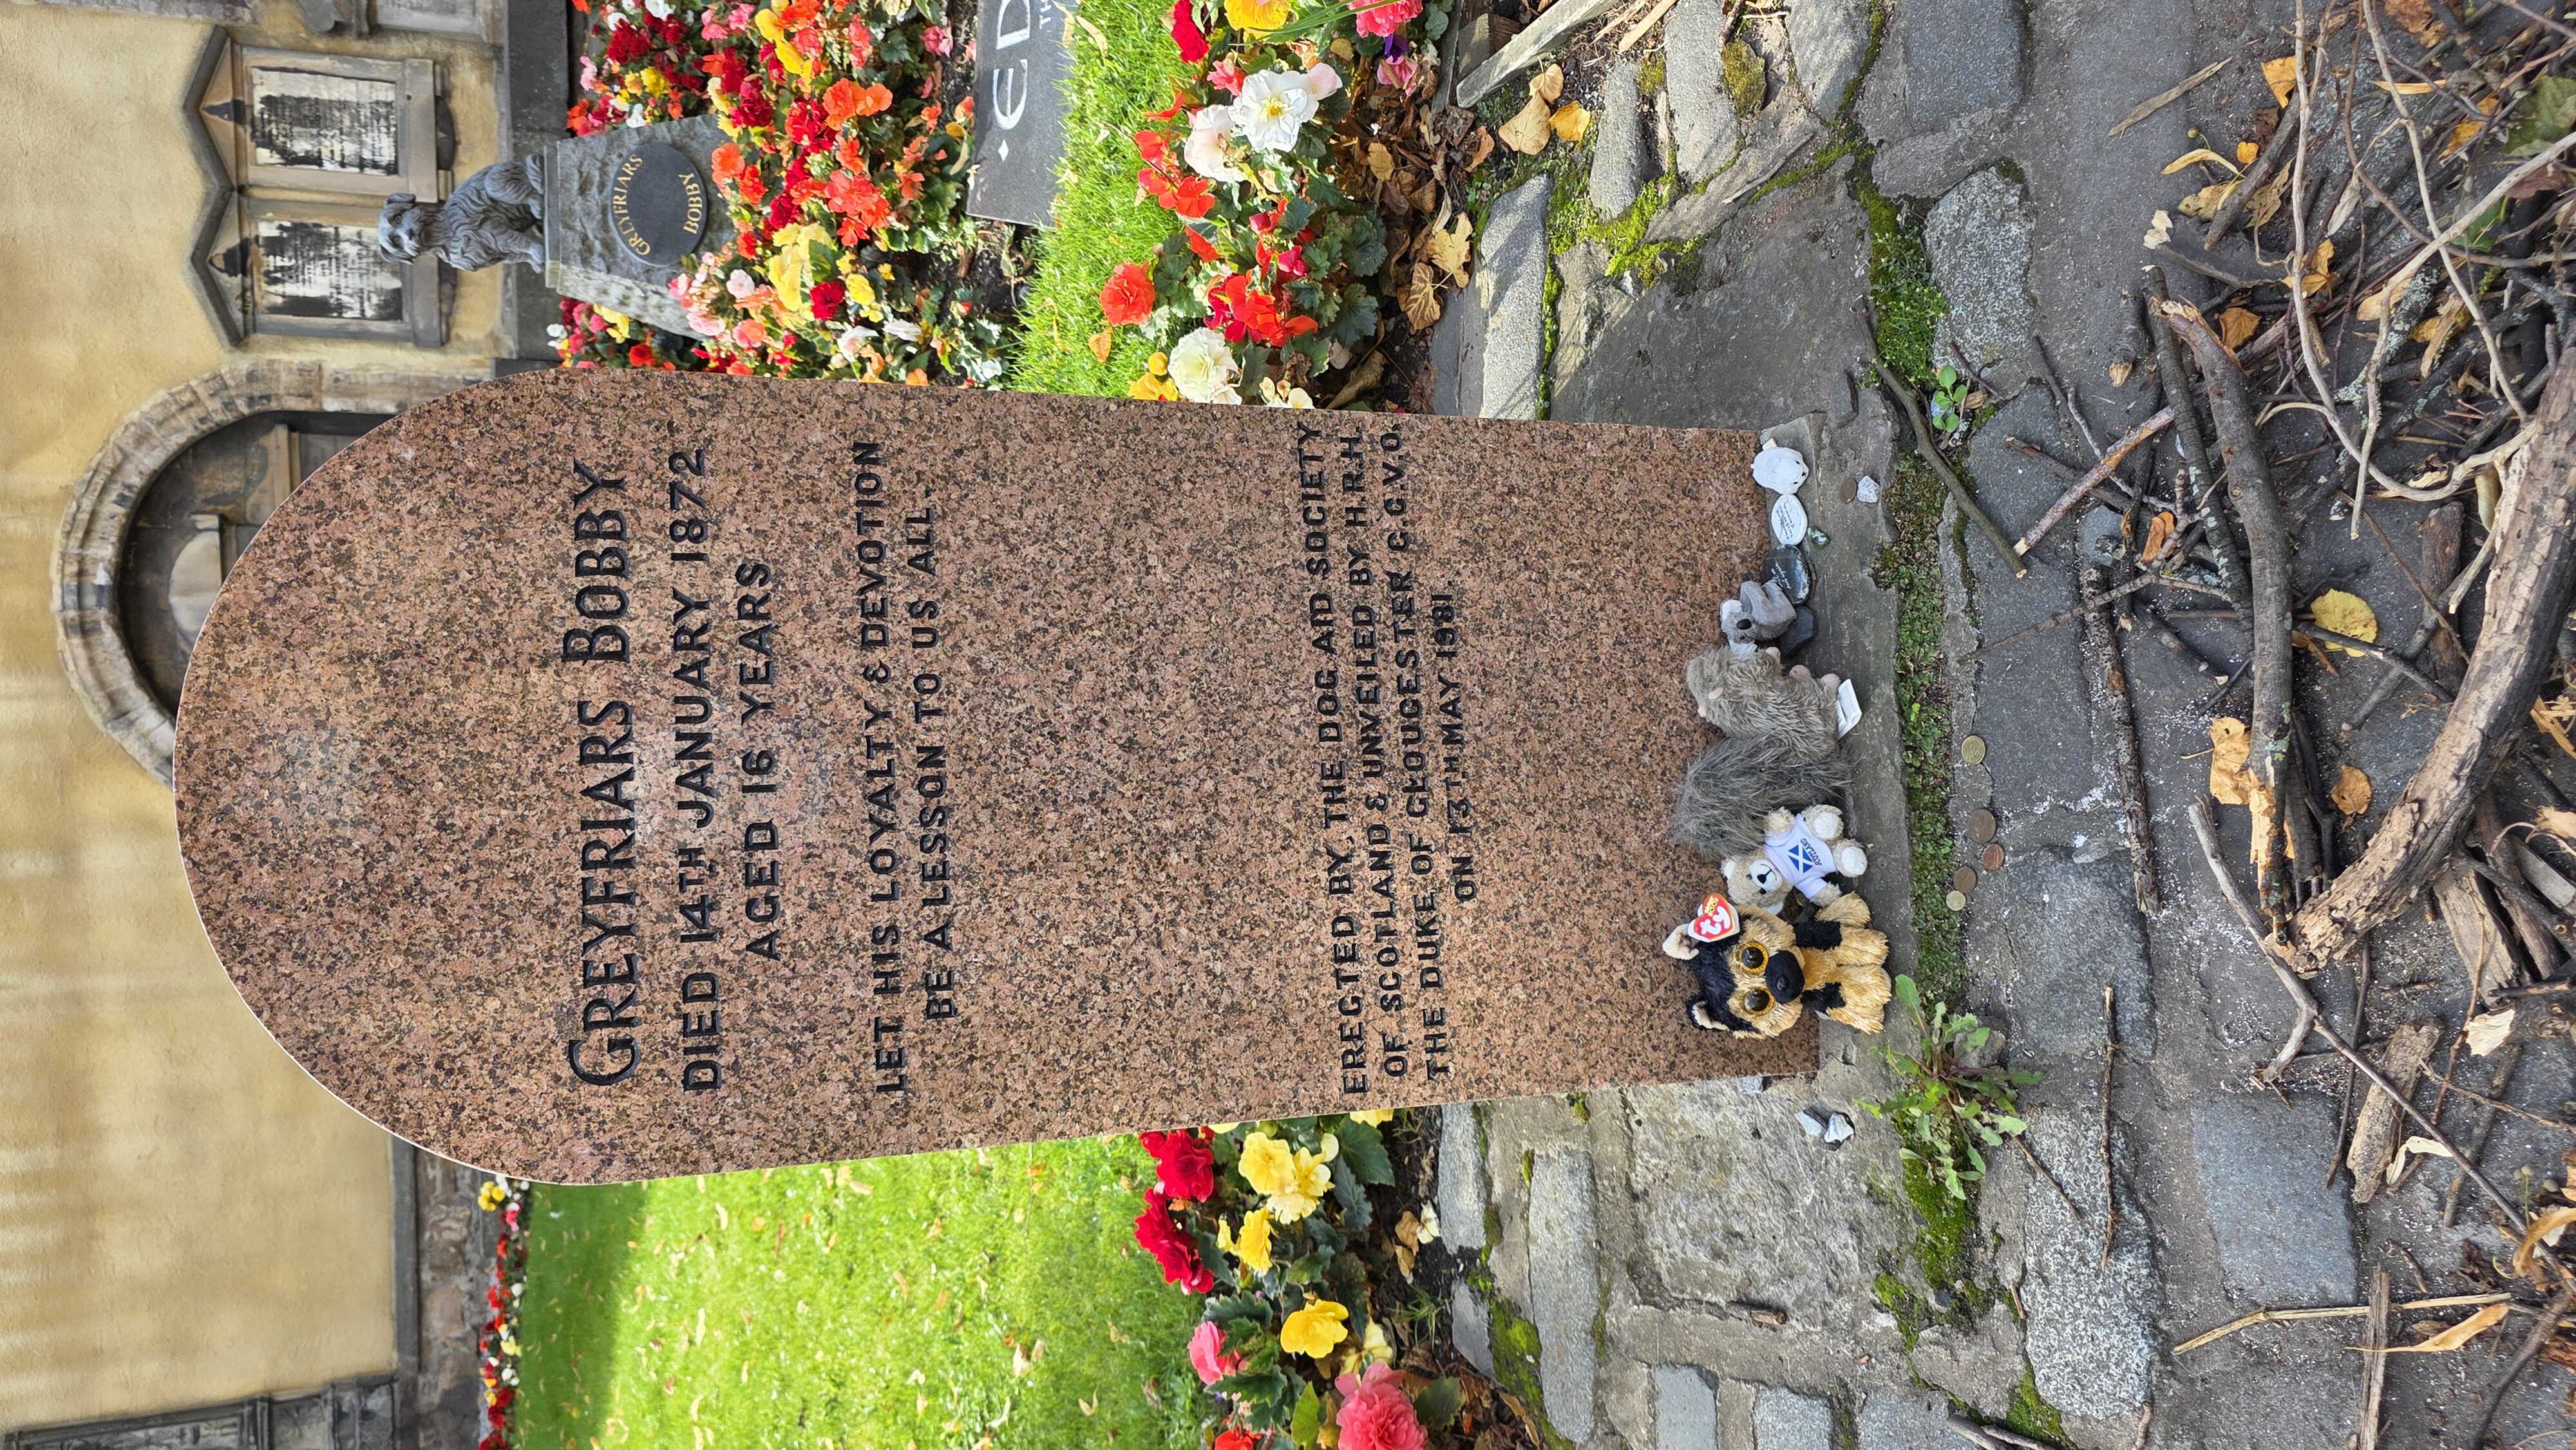 GREYFRIARS BOBBY
DIED 14TH JANUARY 1872
AGED 16 YEARS
LET HIS LOYALTY & DEVOTION
BE A LESSON TO US ALL.
ERECTED BY, THE DOG AID SOCIETY
OF SCOTLAND & UNVEILED BY H.R.H.
THE DUKE OF GLOUCESTER G.C.V.O.
ON 13TH MAY 1981.
GREYFRIARS
BOBBY
SCOTLAND
ty